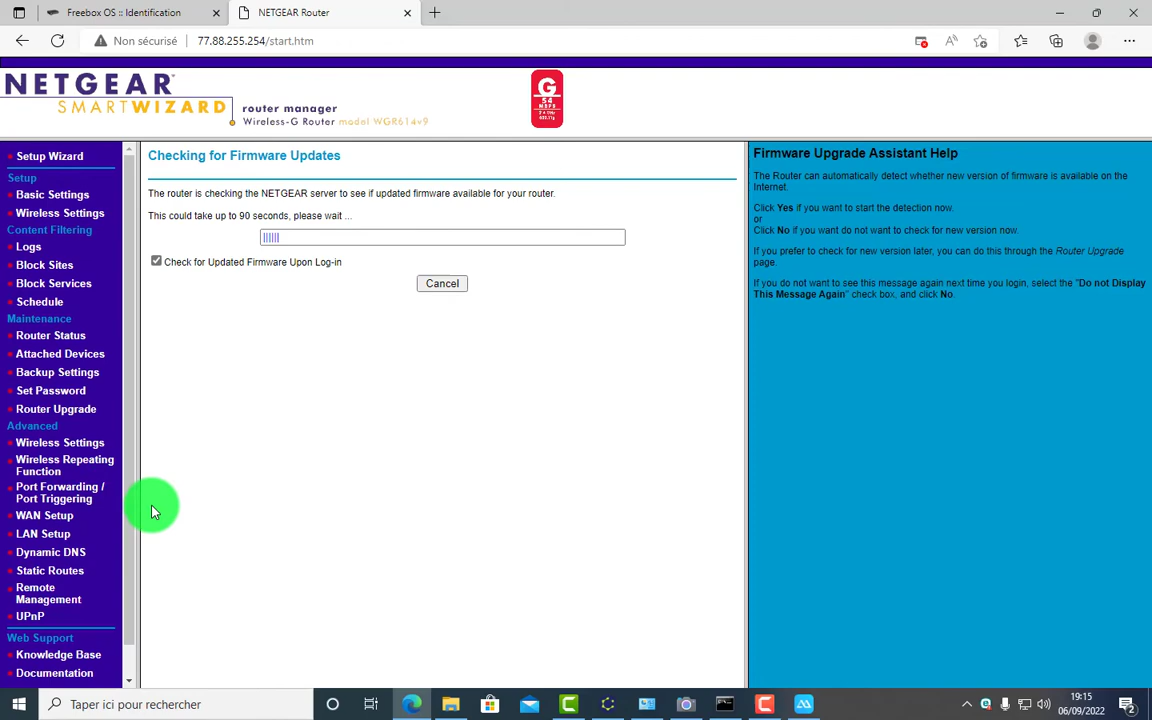 Freebox OS :: Identification
NETGEAR Router
Non sécurisé
77.88.255.254/start.htm
NETGEAR
SMARTWIZARD
router manager
Wireless-G Router model WGR614v9
G
54
MBPS
Setup Wizard
Setup
Basic Settings
Wireless Settings
Content Filtering
Logs
Block Sites
Block Services
Schedule
Maintenance
Router Status
Attached Devices
Backup Settings
Set Password
Router Upgrade
Advanced
Wireless Settings
Wireless Repeating
Function
Port Forwarding /
Port Triggering
WAN Setup
LAN Setup
Dynamic DNS
Static Routes
Remote
Management
UPnP
Web Support
Knowledge Base
Documentation
Checking for Firmware Updates
The router is checking the NETGEAR server to see if updated firmware available for your router.
This could take up to 90 seconds, please wait ...
||||||
Check for Updated Firmware Upon Log-in
Cancel
Firmware Upgrade Assistant Help
The Router can automatically detect whether new version of firmware is available on the
Internet.
Click Yes if you want to start the detection now.
or
Click No if you want do not want to check for new version now.
If you prefer to check for new version later, you can do this through the Router Upgrade
page.
If you do not want to see this message again next time you login, select the "Do not Display
This Message Again" check box, and click No.
Taper ici pour rechercher
19:15
06/09/2022
2